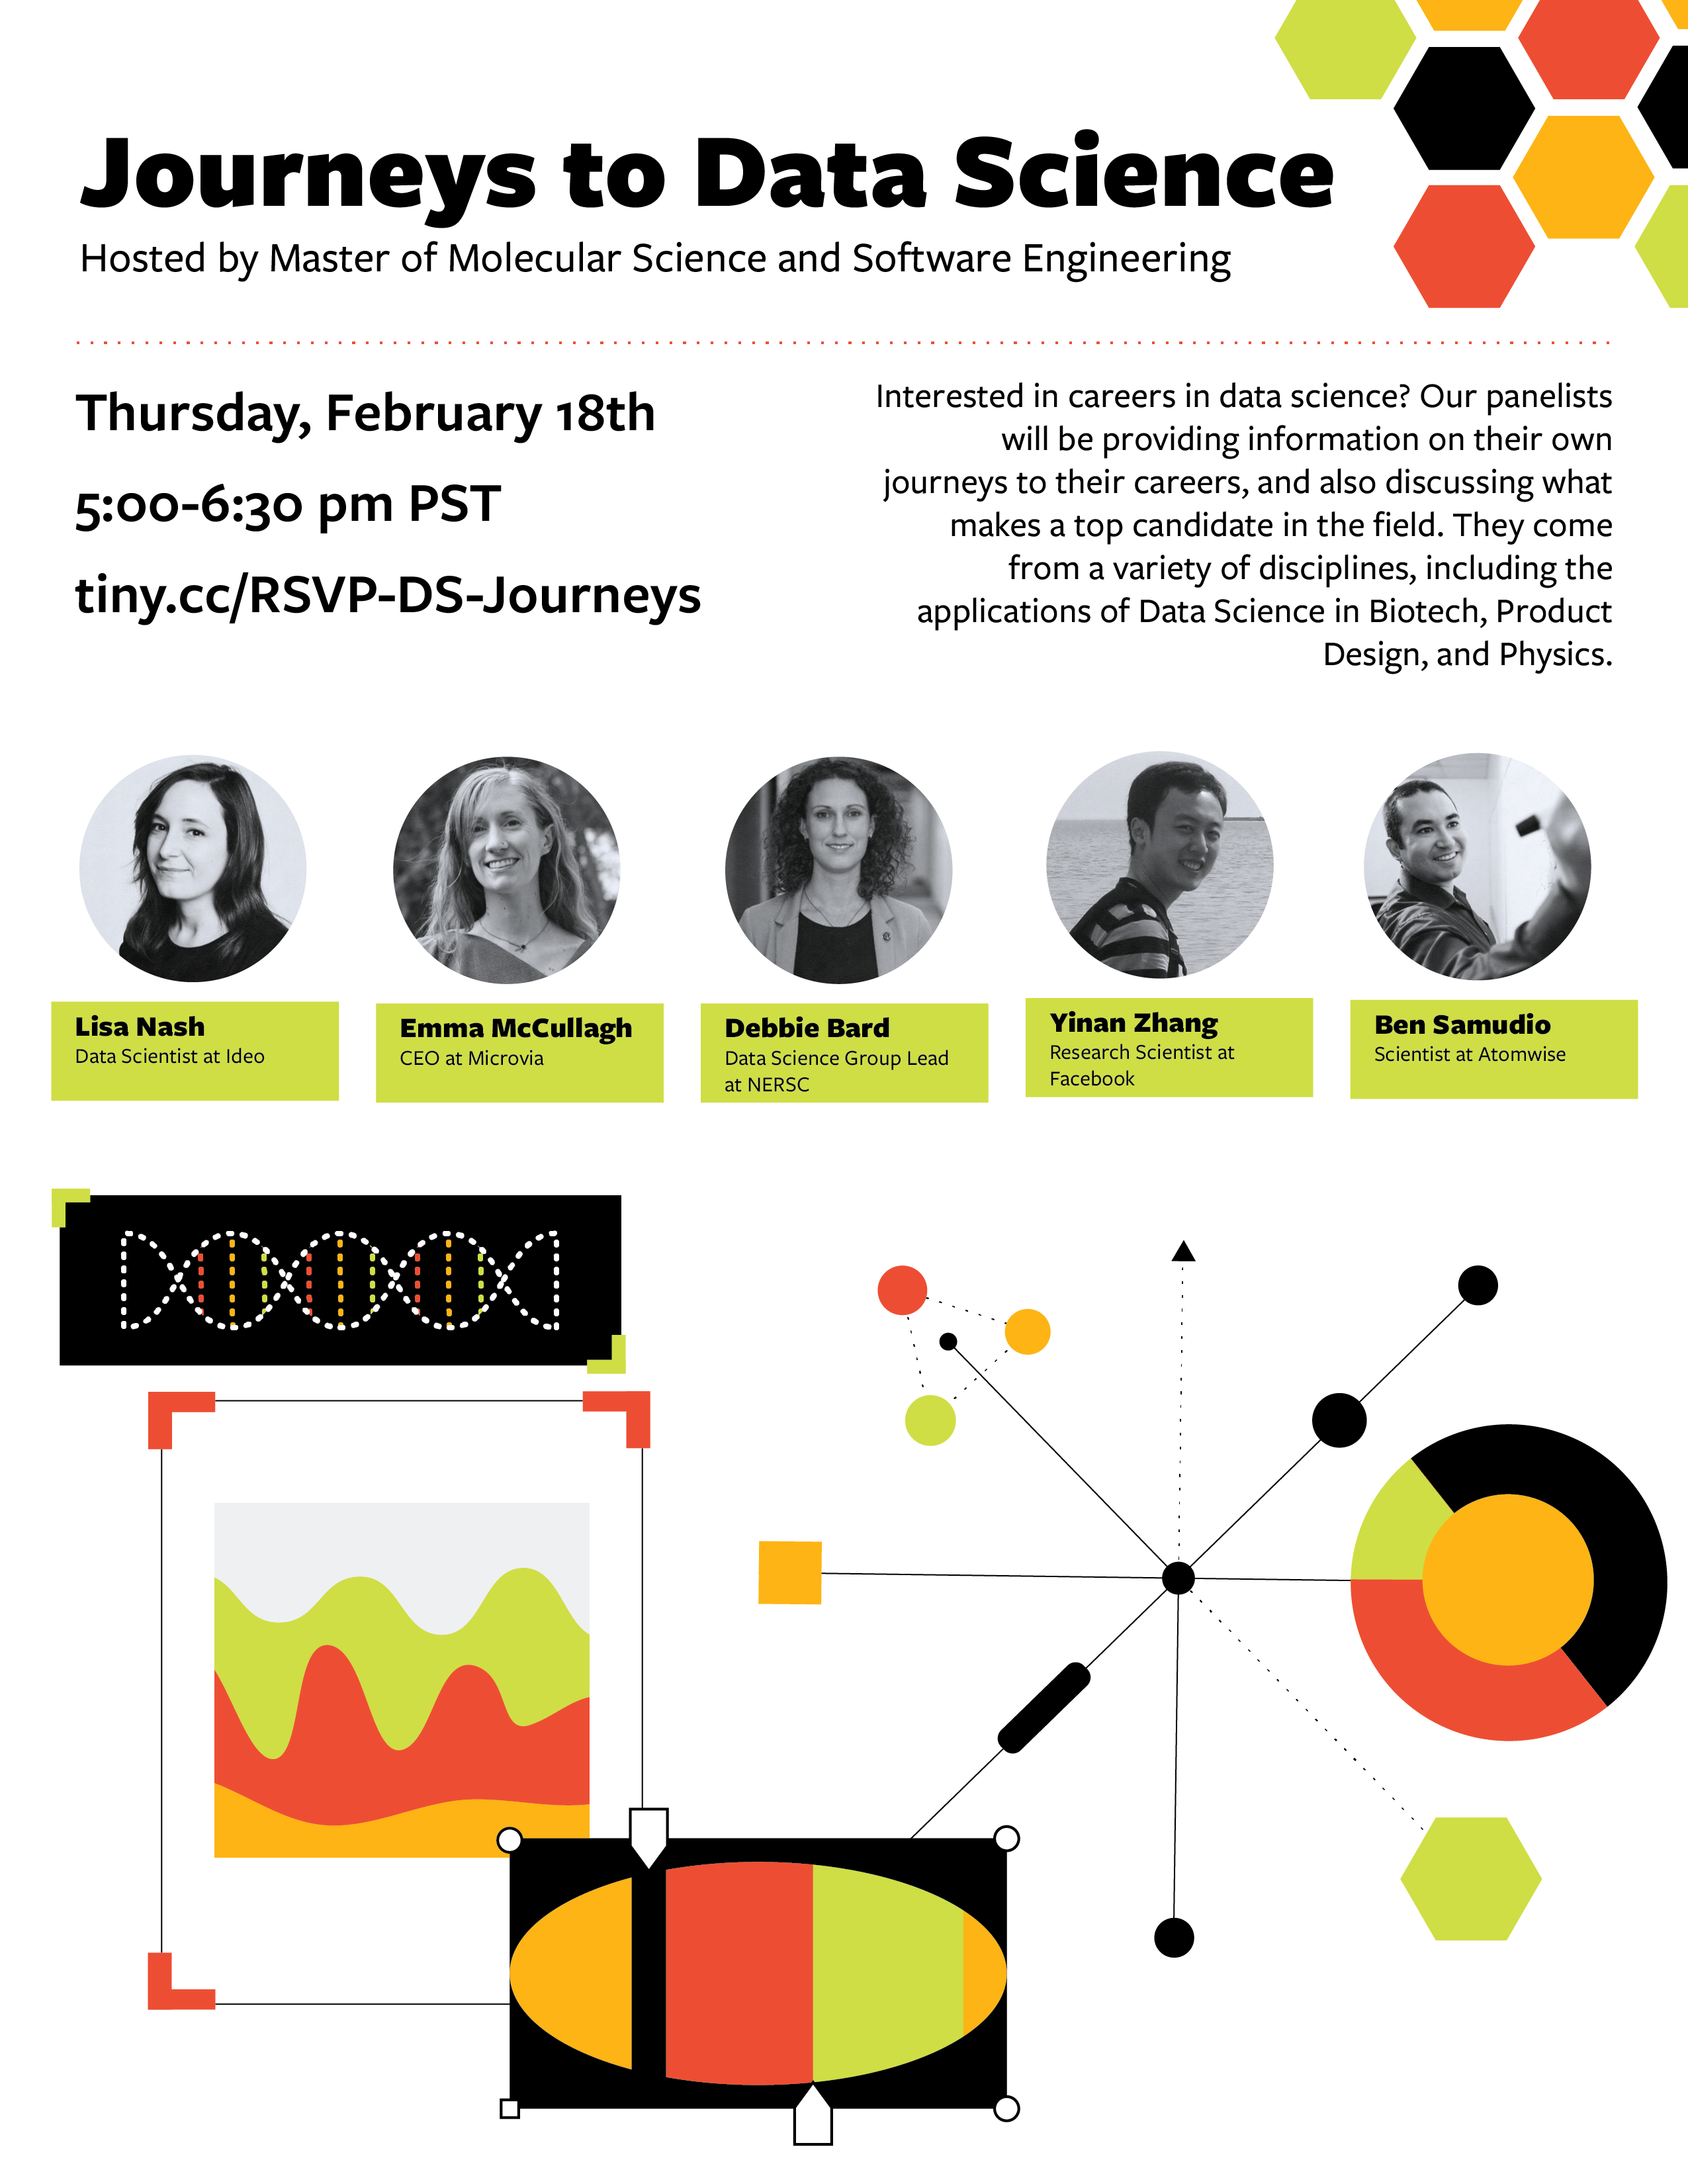 Journeys to Data Science
Hosted by Master of Molecular Science and Software Engineering
Thursday, February 18th
5:00-6:30 pm PST
tiny.cc/RSVP-DS-Journeys
Interested in careers in data science? Our panelists
will be providing information on their own
journeys to their careers, and also discussing what
makes a top candidate in the field. They come
from a variety of disciplines, including the
applications of Data Science in Biotech, Product
Design, and Physics.
Lisa Nash
Data Scientist at Ideo
Emma McCullagh
CEO at Microvia
Debbie Bard
Data Science Group Lead
at NERSC
Yinan Zhang
Research Scientist at
Facebook
Ben Samudio
Scientist at Atomwise